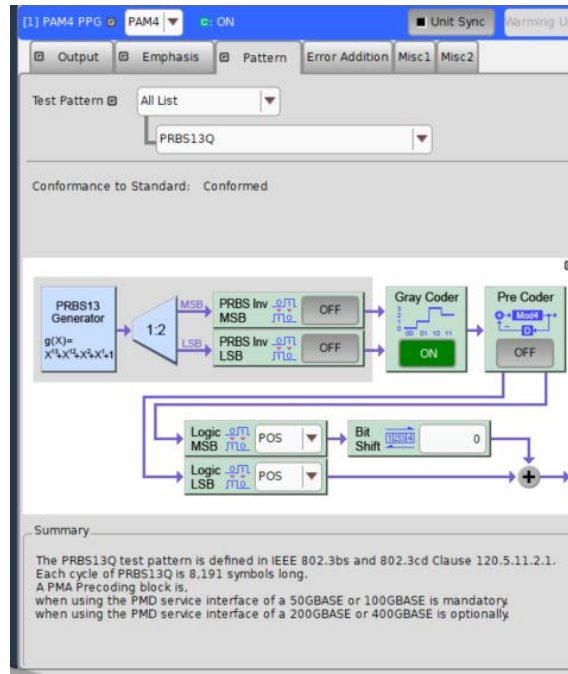 [1] PAM4 PPG G PAM4 C: ON Unit Sync Warming U
Output Emphasis Pattern Error Addition Misc1 Misc2
Test Pattern All List
PRBS13Q
Conformance to Standard: Conformed
PRBS13
Generator
g(X)=
X¹³+X¹²+X²+X¹+1
1:2
MSB
LSB
PRBS Inv
MSB
OFF
PRBS Inv
LSB
OFF
Gray Coder
3
2
1
0
00 01 10 11
ON
Pre Coder
Mod4
D
OFF
Logic
MSB
POS
Bit
Shift
1234
0
Logic
LSB
POS
+
Summary
The PRBS13Q test pattern is defined in IEEE 802.3bs and 802.3cd Clause 120.5.11.2.1.
Each cycle of PRBS13Q is 8,191 symbols long.
A PMA Precoding block is,
when using the PMD service interface of a 50GBASE or 100GBASE is mandatory.
when using the PMD service interface of a 200GBASE or 400GBASE is optionally.